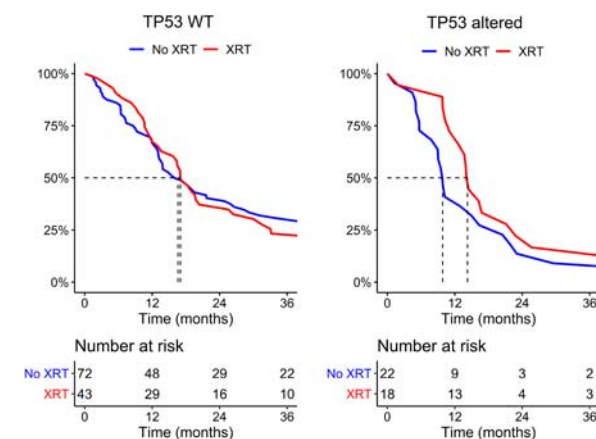 TP53 WT
No XRT XRT
100%
75%
50%
25%
0%
0 12 24 36
Time (months)
Number at risk
No XRT 72 48 29 22
XRT 43 29 16 10
0 12 24 36
Time (months)
TP53 altered
No XRT XRT
100%
75%
50%
25%
0%
0 12 24 36
Time (months)
Number at risk
No XRT 22 9 3 2
XRT 18 13 4 3
0 12 24 36
Time (months)